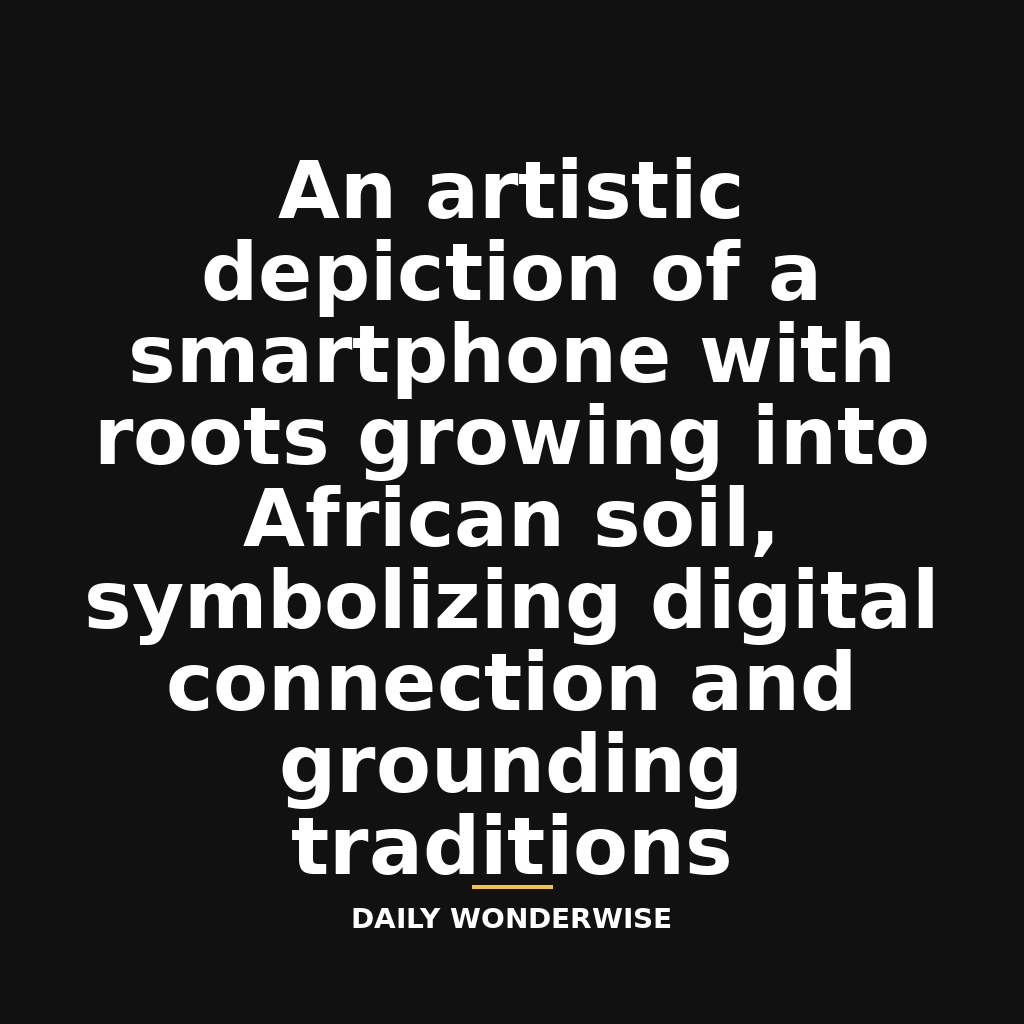 An artistic
depiction of a
smartphone with
roots growing into
African soil,
symbolizing digital
connection and
grounding
traditions
DAILY WONDERWISE